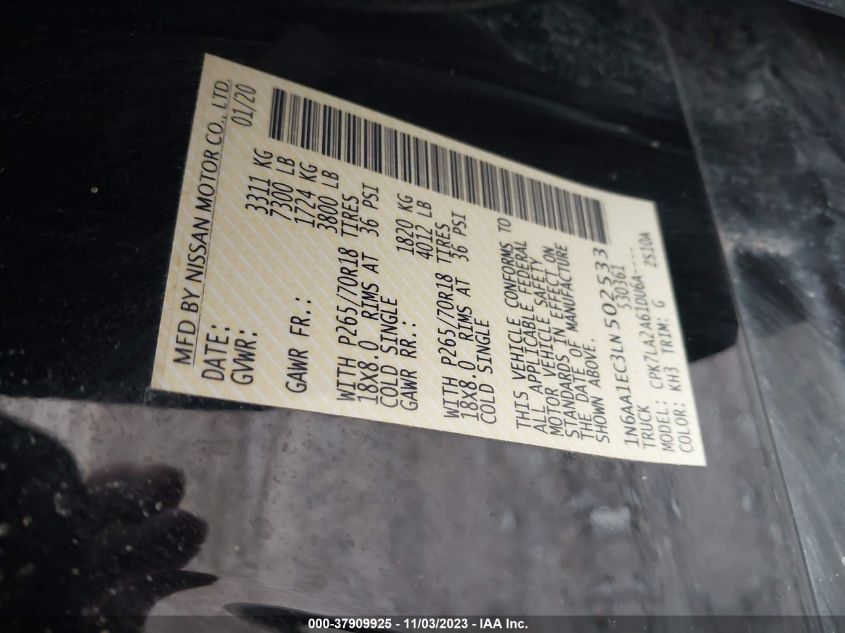 MFD BY NISSAN MOTOR CO., LTD.
DATE: 01/20
GVWR: 3311 KG
7300 LB
GAWR FR.: 1724 KG
3800 LB
WITH P265/70R18 TIRES
18X8.0 RIMS AT 36 PSI
COLD SINGLE
GAWR RR.: 1820 KG
4012 LB
WITH P265/70R18 TIRES
18X8.0 RIMS AT 36 PSI
COLD SINGLE
THIS VEHICLE CONFORMS TO
ALL APPLICABLE FEDERAL
MOTOR VEHICLE SAFETY
STANDARDS IN EFFECT ON
THE DATE OF MANUFACTURE
SHOWN ABOVE.
1N6AA1EC3LN502533
TRUCK 530361
MODEL: CPK7LA2A61DU6A---
COLOR: KH3 TRIM: G 2S10A
000-37909925 - 11/03/2023 - IAA Inc.